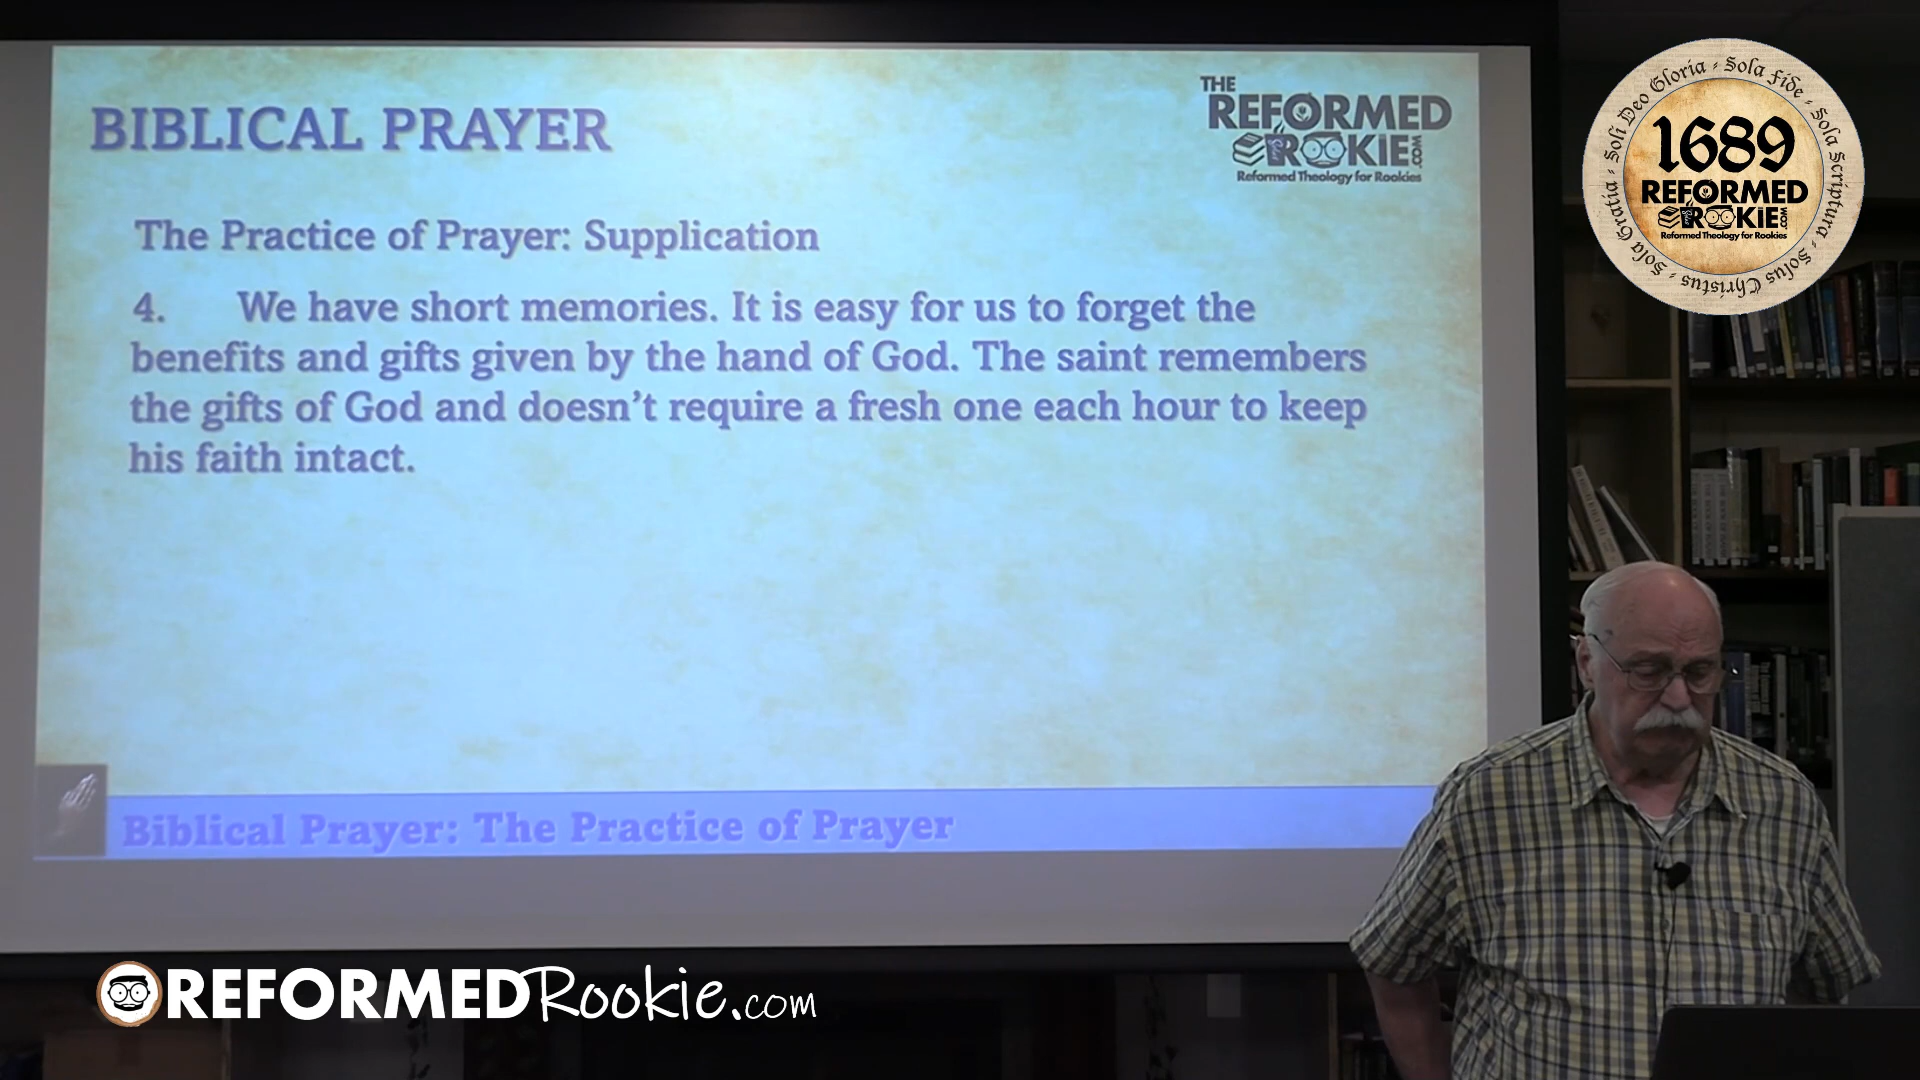 BIBLICAL PRAYER
THE
REFORMED
ROOKIE
.COM
Reformed Theology for Rookies
The Practice of Prayer: Supplication
4. We have short memories. It is easy for us to forget the
benefits and gifts given by the hand of God. The saint remembers
the gifts of God and doesn’t require a fresh one each hour to keep
his faith intact.
Biblical Prayer: The Practice of Prayer
Soli Deo Gloria - Sola Fide - Sola Scriptura - Solus Christus - Sola Gratia -
1689
REFORMED
ROOKIE
.COM
Reformed Theology for Rookies
REFORMEDRookie.com